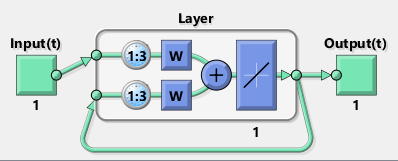 Layer
Input(t)
Output(t)
1:3
W
1:3
W
+
1
1
1